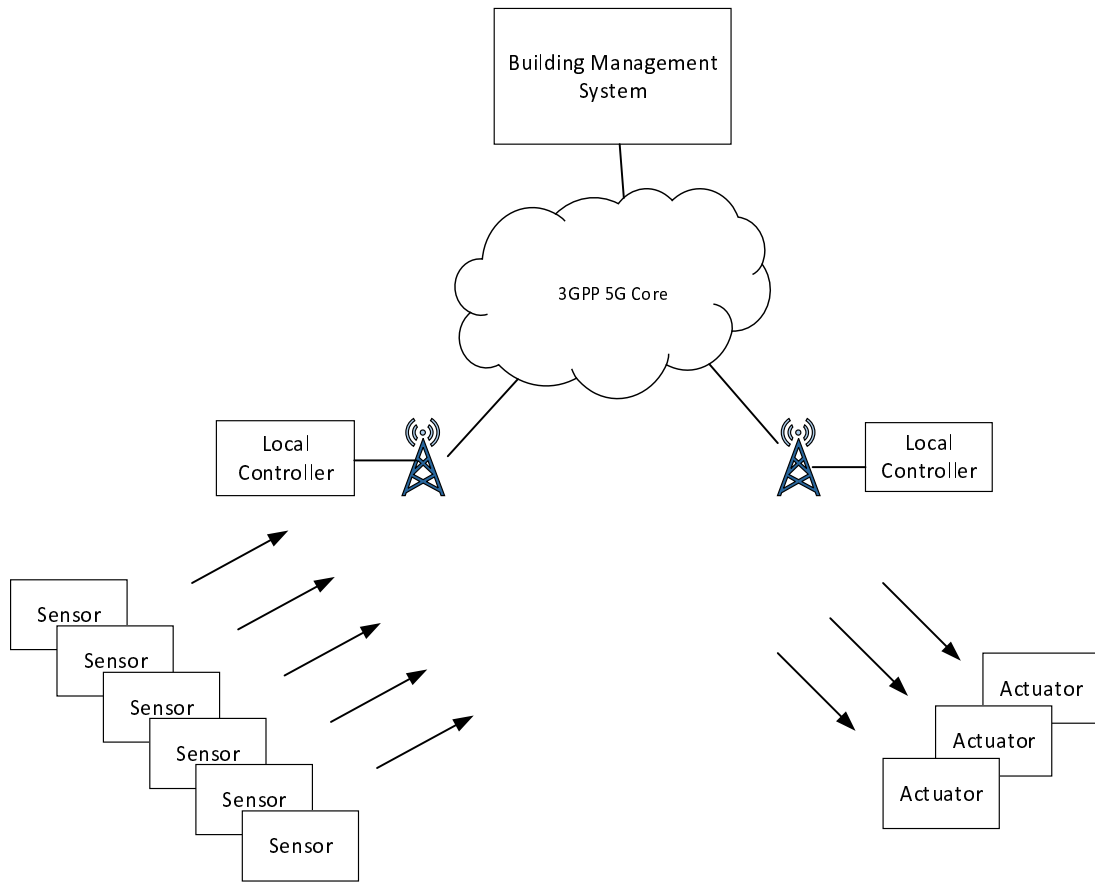 Building Management
System
3GPP 5G Core
Local
Controller
Local
Controller
Sensor
Sensor
Sensor
Sensor
Sensor
Sensor
Actuator
Actuator
Actuator